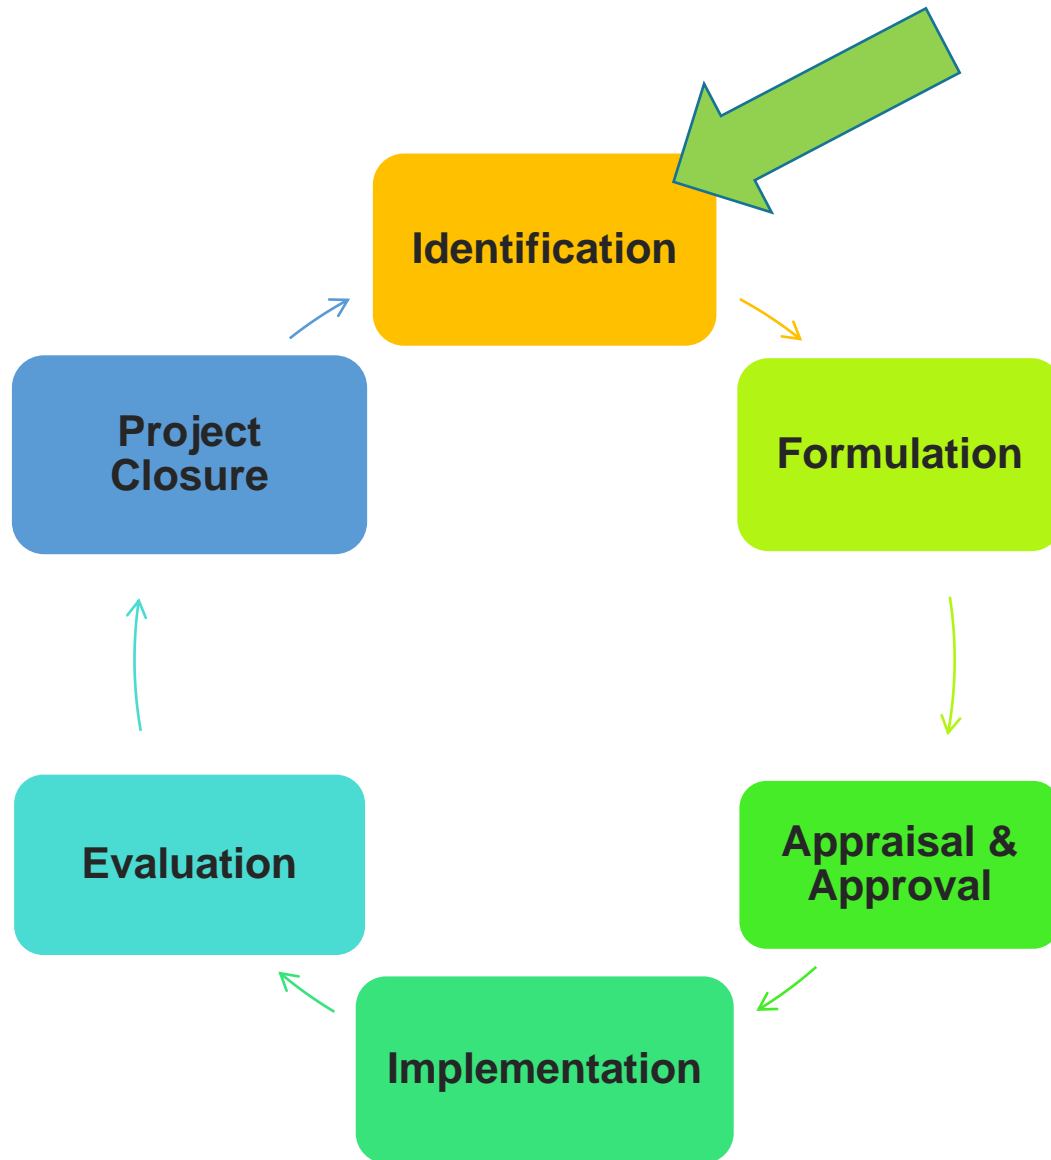 Identification
Formulation
Appraisal &
Approval
Implementation
Evaluation
Project
Closure